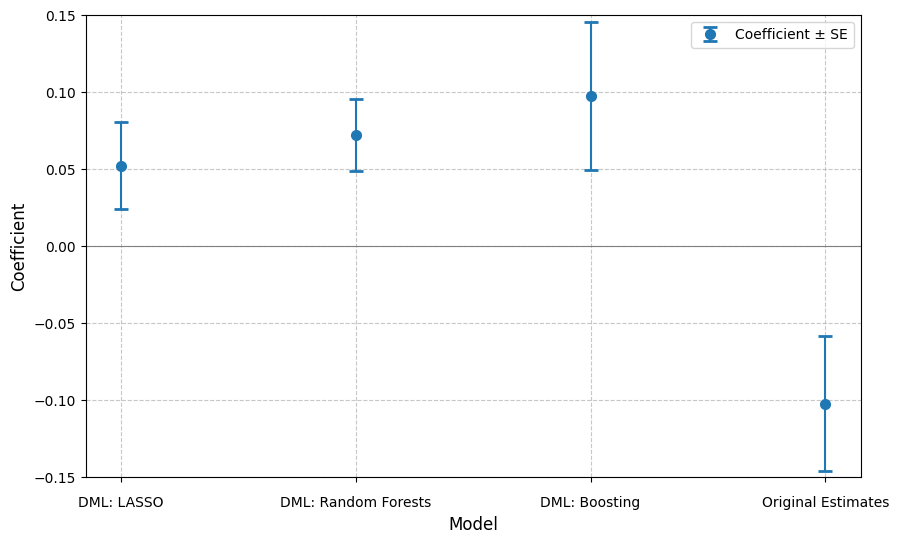 Coefficient ± SE
0.15
0.10
0.05
0.00
−0.05
−0.10
−0.15
Coefficient
DML: LASSO
DML: Random Forests
DML: Boosting
Original Estimates
Model